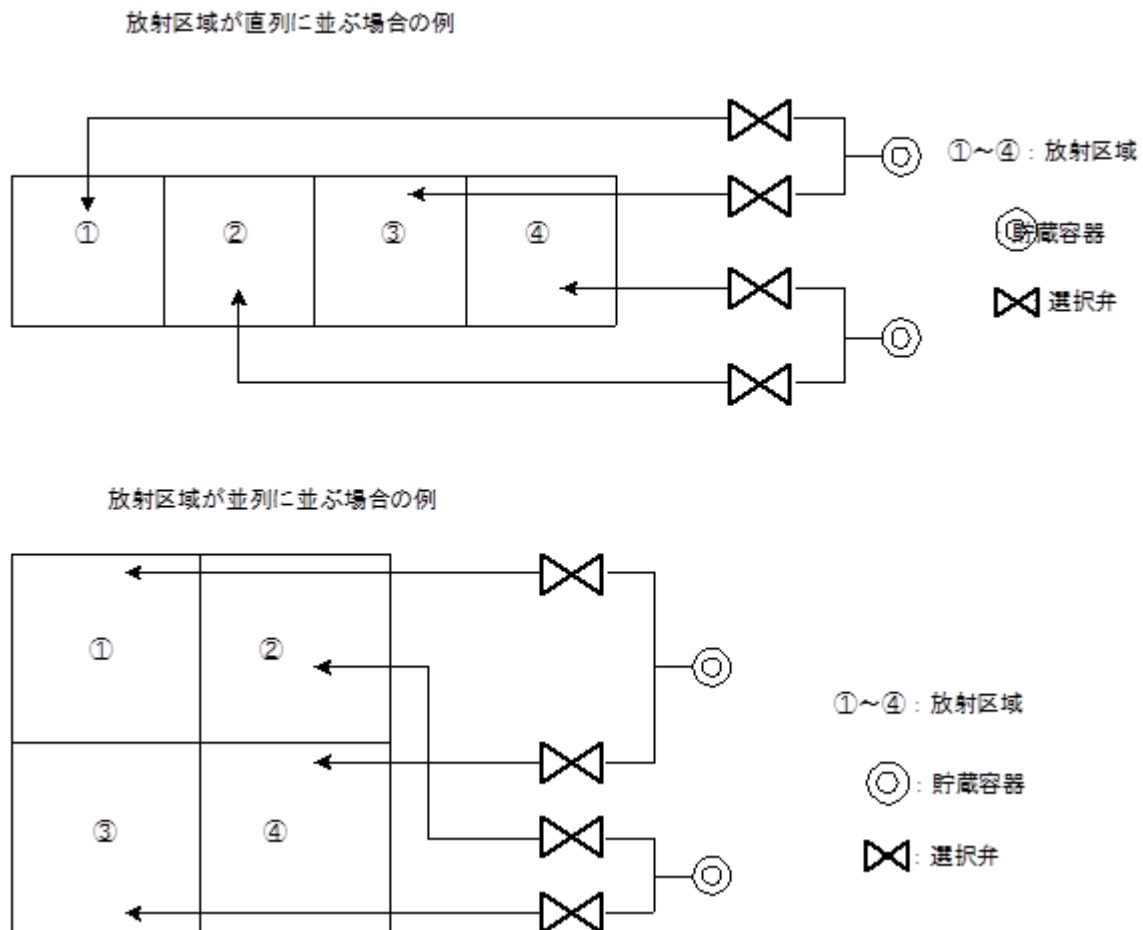 放射区域が直列に並ぶ場合の例
①～④：放射区域
① ② ③ ④
貯蔵容器
選択弁
放射区域が並列に並ぶ場合の例
① ②
①～④：放射区域
：貯蔵容器
③ ④
：選択弁